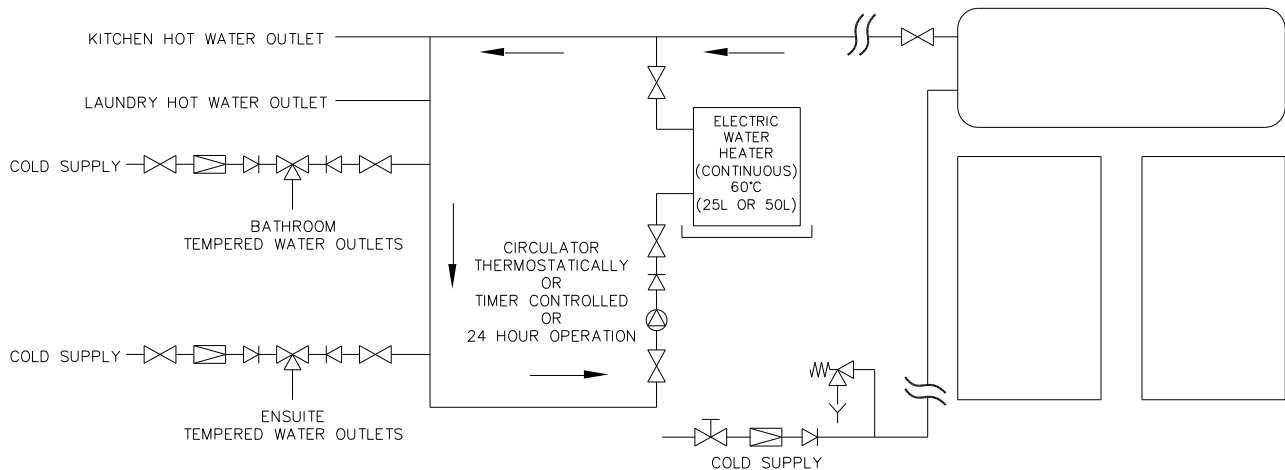 KITCHEN HOT WATER OUTLET
LAUNDRY HOT WATER OUTLET
ELECTRIC
WATER
HEATER
(CONTINUOUS)
60°C
(25L OR 50L)
COLD SUPPLY
BATHROOM
TEMPERED WATER OUTLETS
CIRCULATOR
THERMOSTATICALLY
OR
TIMER CONTROLLED
OR
24 HOUR OPERATION
COLD SUPPLY
ENSUITE
TEMPERED WATER OUTLETS
COLD SUPPLY